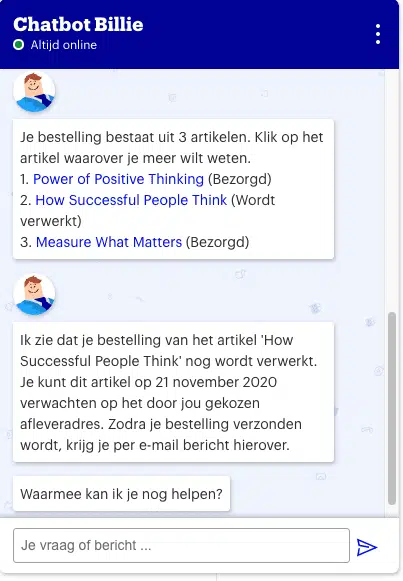 Chatbot Billie
Altijd online
Je bestelling bestaat uit 3 artikelen. Klik op het
artikel waarover je meer wilt weten.
1. Power of Positive Thinking (Bezorgd)
2. How Successful People Think (Wordt
verwerkt)
3. Measure What Matters (Bezorgd)
Ik zie dat je bestelling van het artikel 'How
Successful People Think' nog wordt verwerkt.
Je kunt dit artikel op 21 november 2020
verwachten op het door jou gekozen
afleveradres. Zodra je bestelling verzonden
wordt, krijg je per e-mail bericht hierover.
Waarmee kan ik je nog helpen?
Je vraag of bericht ...